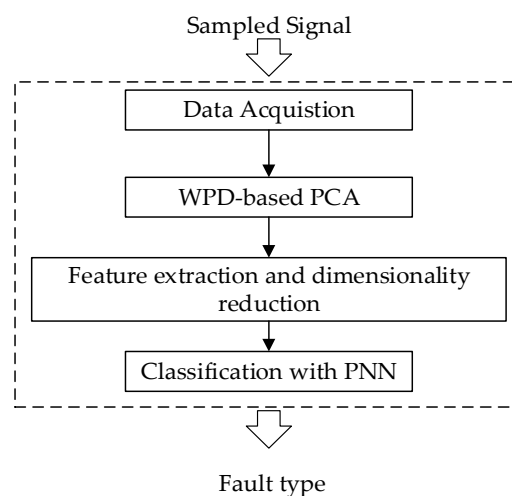 Sampled Signal
Data Acquistion
WPD-based PCA
Feature extraction and dimensionality
reduction
Classification with PNN
Fault type